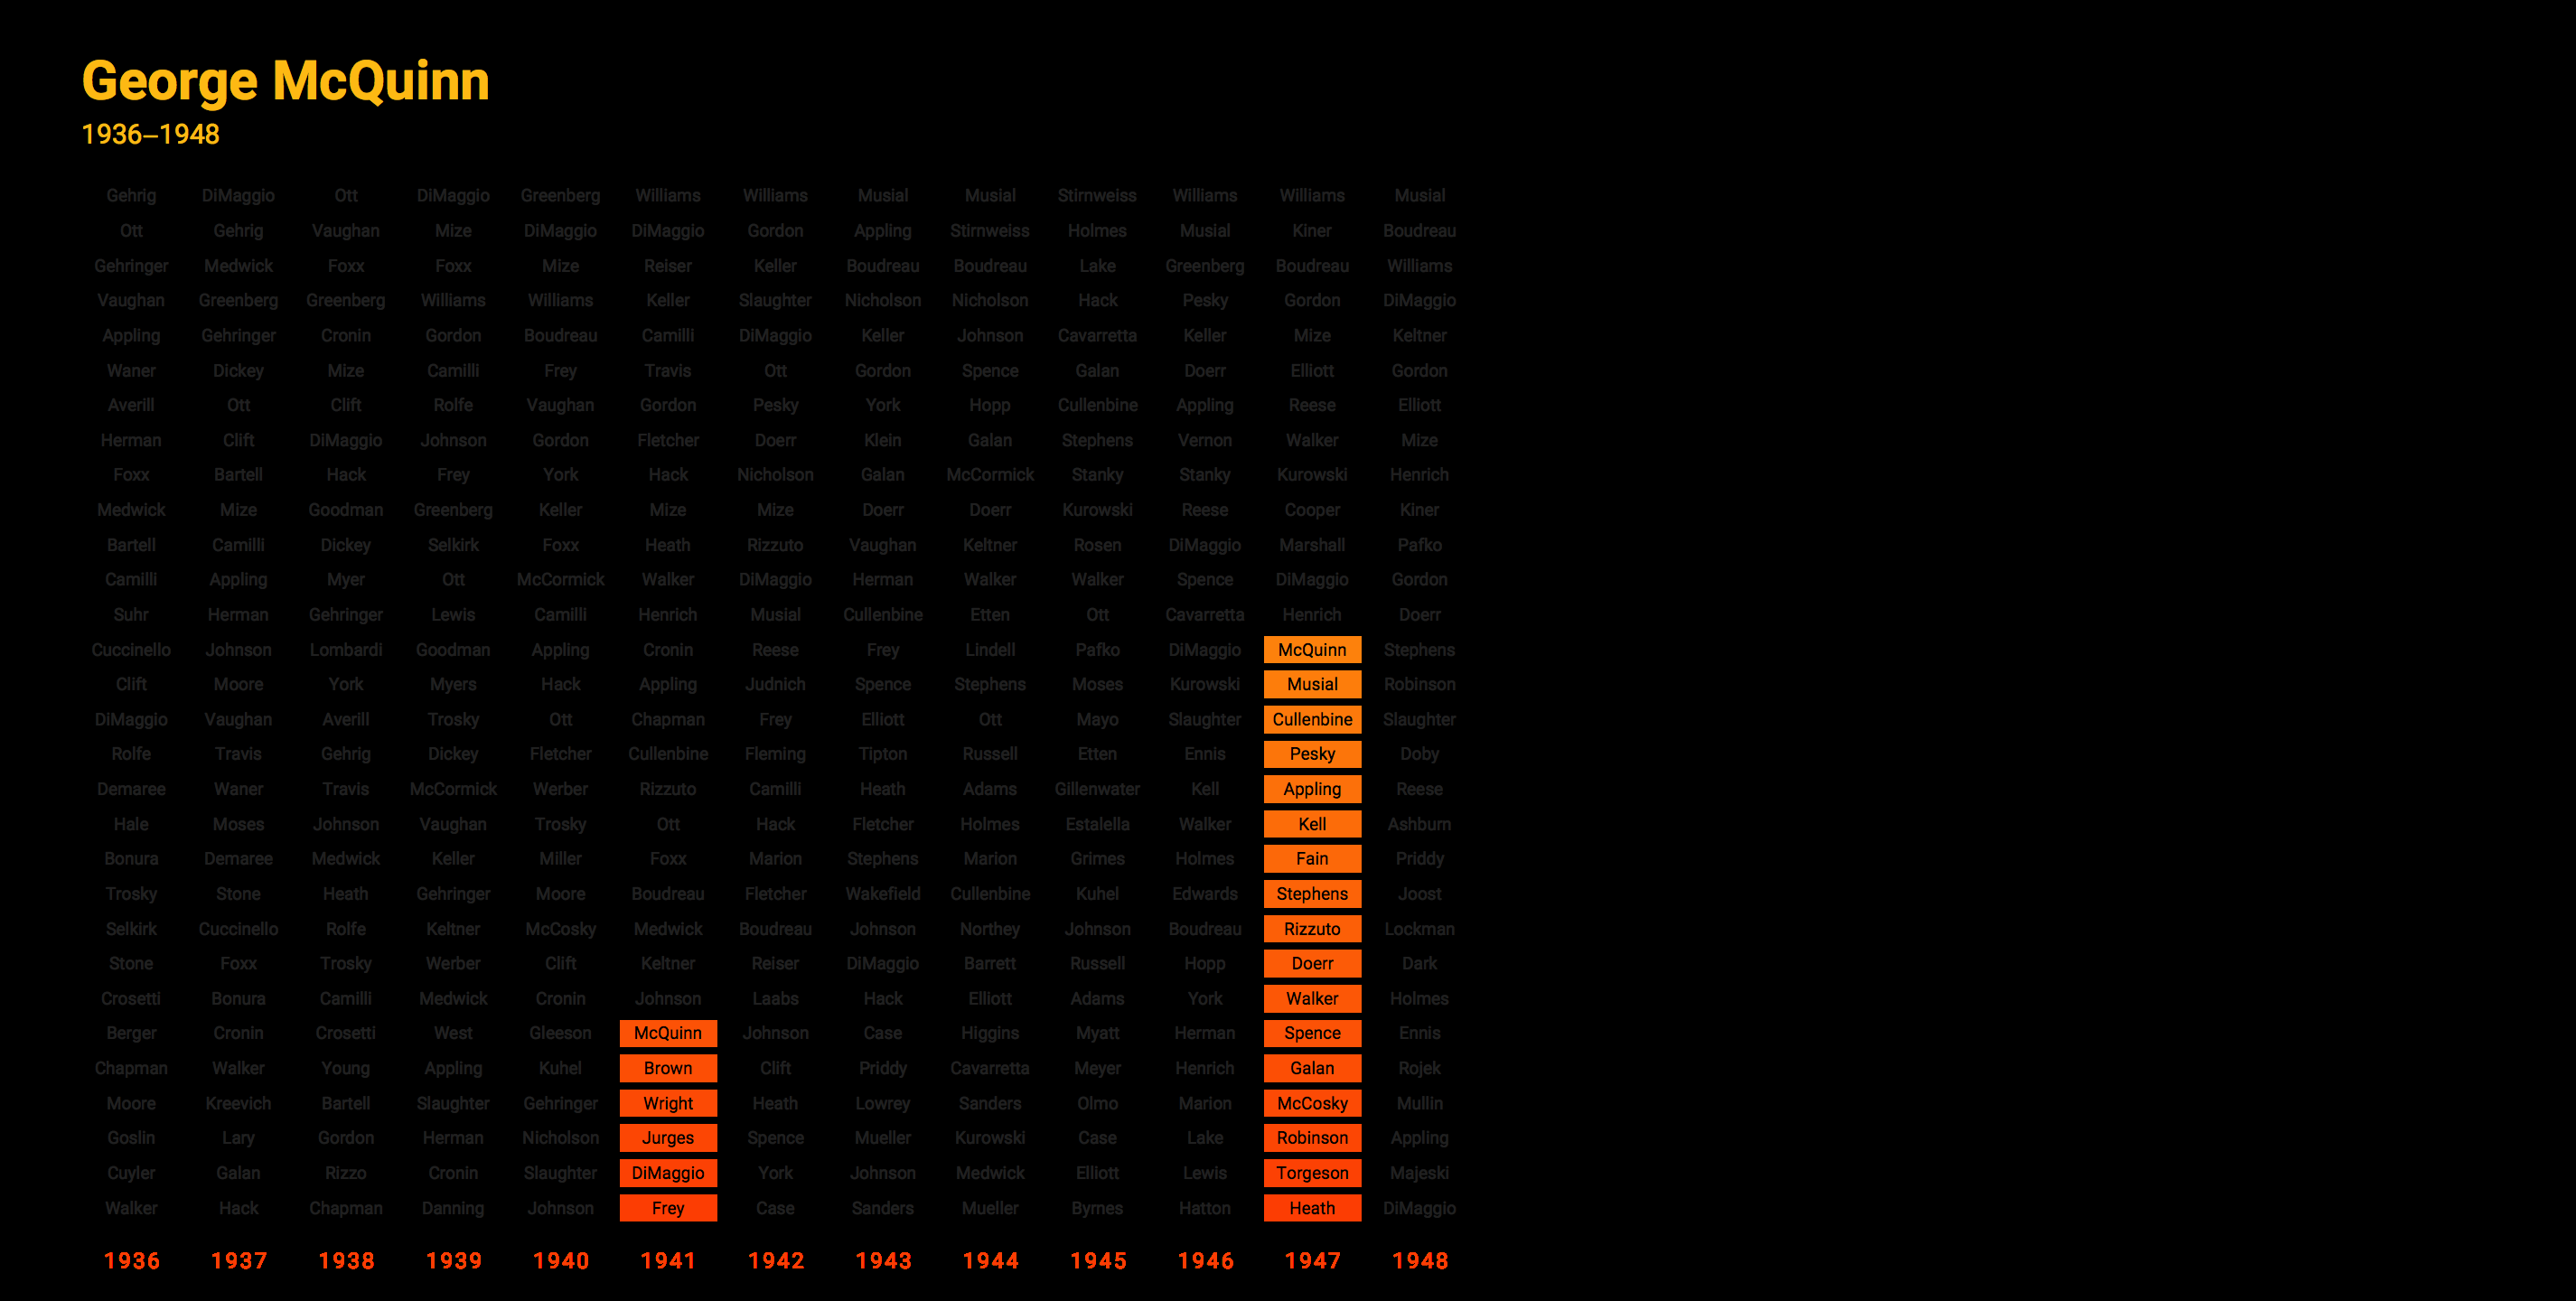 George McQuinn
1936–1948
Gehrig DiMaggio Ott DiMaggio Greenberg Williams Williams Musial Musial Stirnweiss Williams Williams Musial
Ott Gehrig Vaughan Mize DiMaggio DiMaggio Gordon Appling Stirnweiss Holmes Musial Kiner Boudreau
Gehringer Medwick Foxx Foxx Mize Reiser Keller Boudreau Boudreau Lake Greenberg Boudreau Williams
Vaughan Greenberg Greenberg Williams Williams Keller Slaughter Nicholson Nicholson Hack Pesky Gordon DiMaggio
Appling Gehringer Cronin Gordon Boudreau Camilli DiMaggio Keller Johnson Cavarretta Keller Mize Keltner
Waner Dickey Mize Camilli Frey Travis Ott Gordon Spence Galan Doerr Elliott Gordon
Averill Ott Clift Rolfe Vaughan Gordon Pesky York Hopp Cullenbine Appling Reese Elliott
Herman Clift DiMaggio Johnson Gordon Fletcher Doerr Klein Galan Stephens Vernon Walker Mize
Foxx Bartell Hack Frey York Hack Nicholson Galan McCormick Stanky Stanky Kurowski Henrich
Medwick Mize Goodman Greenberg Keller Mize Mize Doerr Doerr Kurowski Reese Cooper Kiner
Bartell Camilli Dickey Selkirk Foxx Heath Rizzuto Vaughan Keltner Rosen DiMaggio Marshall Pafko
Camilli Appling Myer Ott McCormick Walker DiMaggio Herman Walker Walker Spence DiMaggio Gordon
Suhr Herman Gehringer Lewis Camilli Henrich Musial Cullenbine Etten Ott Cavarretta Henrich Doerr
Cuccinello Johnson Lombardi Goodman Appling Cronin Reese Frey Lindell Pafko DiMaggio McQuinn Stephens
Clift Moore York Myers Hack Appling Judnich Spence Stephens Moses Kurowski Musial Robinson
DiMaggio Vaughan Averill Trosky Ott Chapman Frey Elliott Ott Mayo Slaughter Cullenbine Slaughter
Rolfe Travis Gehrig Dickey Fletcher Cullenbine Fleming Tipton Russell Etten Ennis Pesky Doby
Demaree Waner Travis McCormick Werber Rizzuto Camilli Heath Adams Gillenwater Kell Appling Reese
Hale Moses Johnson Vaughan Trosky Ott Hack Fletcher Holmes Estalella Walker Kell Ashburn
Bonura Demaree Medwick Keller Miller Foxx Marion Stephens Marion Grimes Holmes Fain Priddy
Trosky Stone Heath Gehringer Moore Boudreau Fletcher Wakefield Cullenbine Kuhel Edwards Stephens Joost
Selkirk Cuccinello Rolfe Keltner McCosky Medwick Boudreau Johnson Northey Johnson Boudreau Rizzuto Lockman
Stone Foxx Trosky Werber Clift Keltner Reiser DiMaggio Barrett Russell Hopp Doerr Dark
Crosetti Bonura Camilli Medwick Cronin Johnson Laabs Hack Elliott Adams York Walker Holmes
Berger Cronin Crosetti West Gleeson McQuinn Johnson Case Higgins Myatt Herman Spence Ennis
Chapman Walker Young Appling Kuhel Brown Clift Priddy Cavarretta Meyer Henrich Galan Rojek
Moore Kreevich Bartell Slaughter Gehringer Wright Heath Lowrey Sanders Olmo Marion McCosky Mullin
Goslin Lary Gordon Herman Nicholson Jurges Spence Mueller Kurowski Case Lake Robinson Appling
Cuyler Galan Rizzo Cronin Slaughter DiMaggio York Johnson Medwick Elliott Lewis Torgeson Majeski
Walker Hack Chapman Danning Johnson Frey Case Sanders Mueller Byrnes Hatton Heath DiMaggio
1936 1937 1938 1939 1940 1941 1942 1943 1944 1945 1946 1947 1948